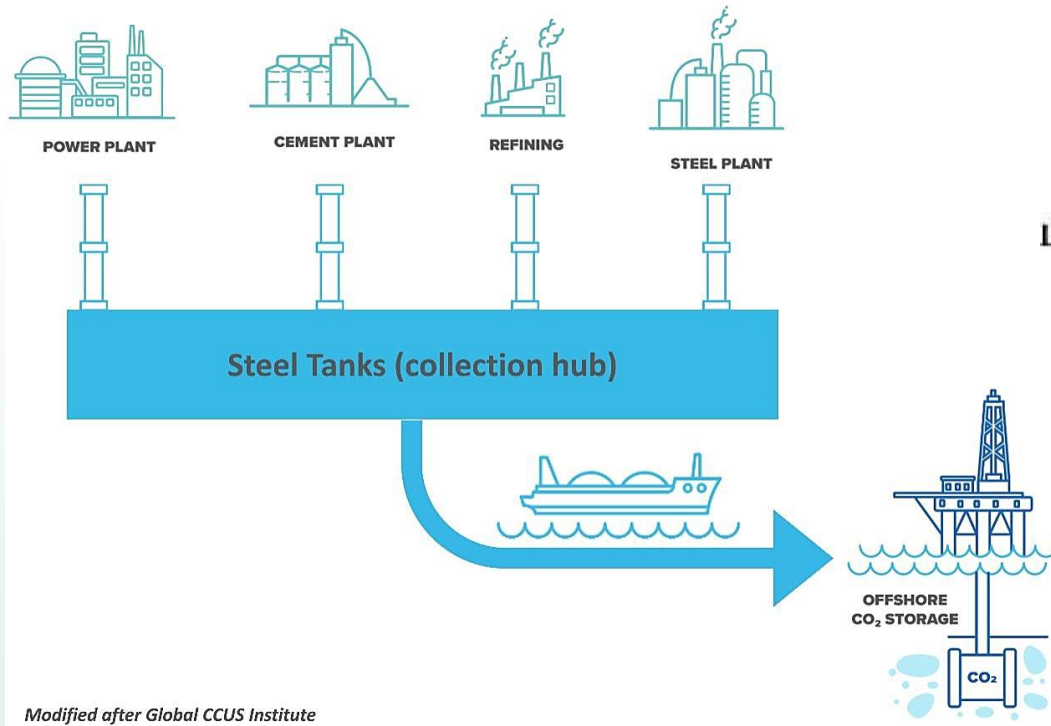 POWER PLANT
CEMENT PLANT
REFINING
STEEL PLANT
Steel Tanks (collection hub)
OFFSHORE
CO₂ STORAGE
CO₂
Modified after Global CCUS Institute